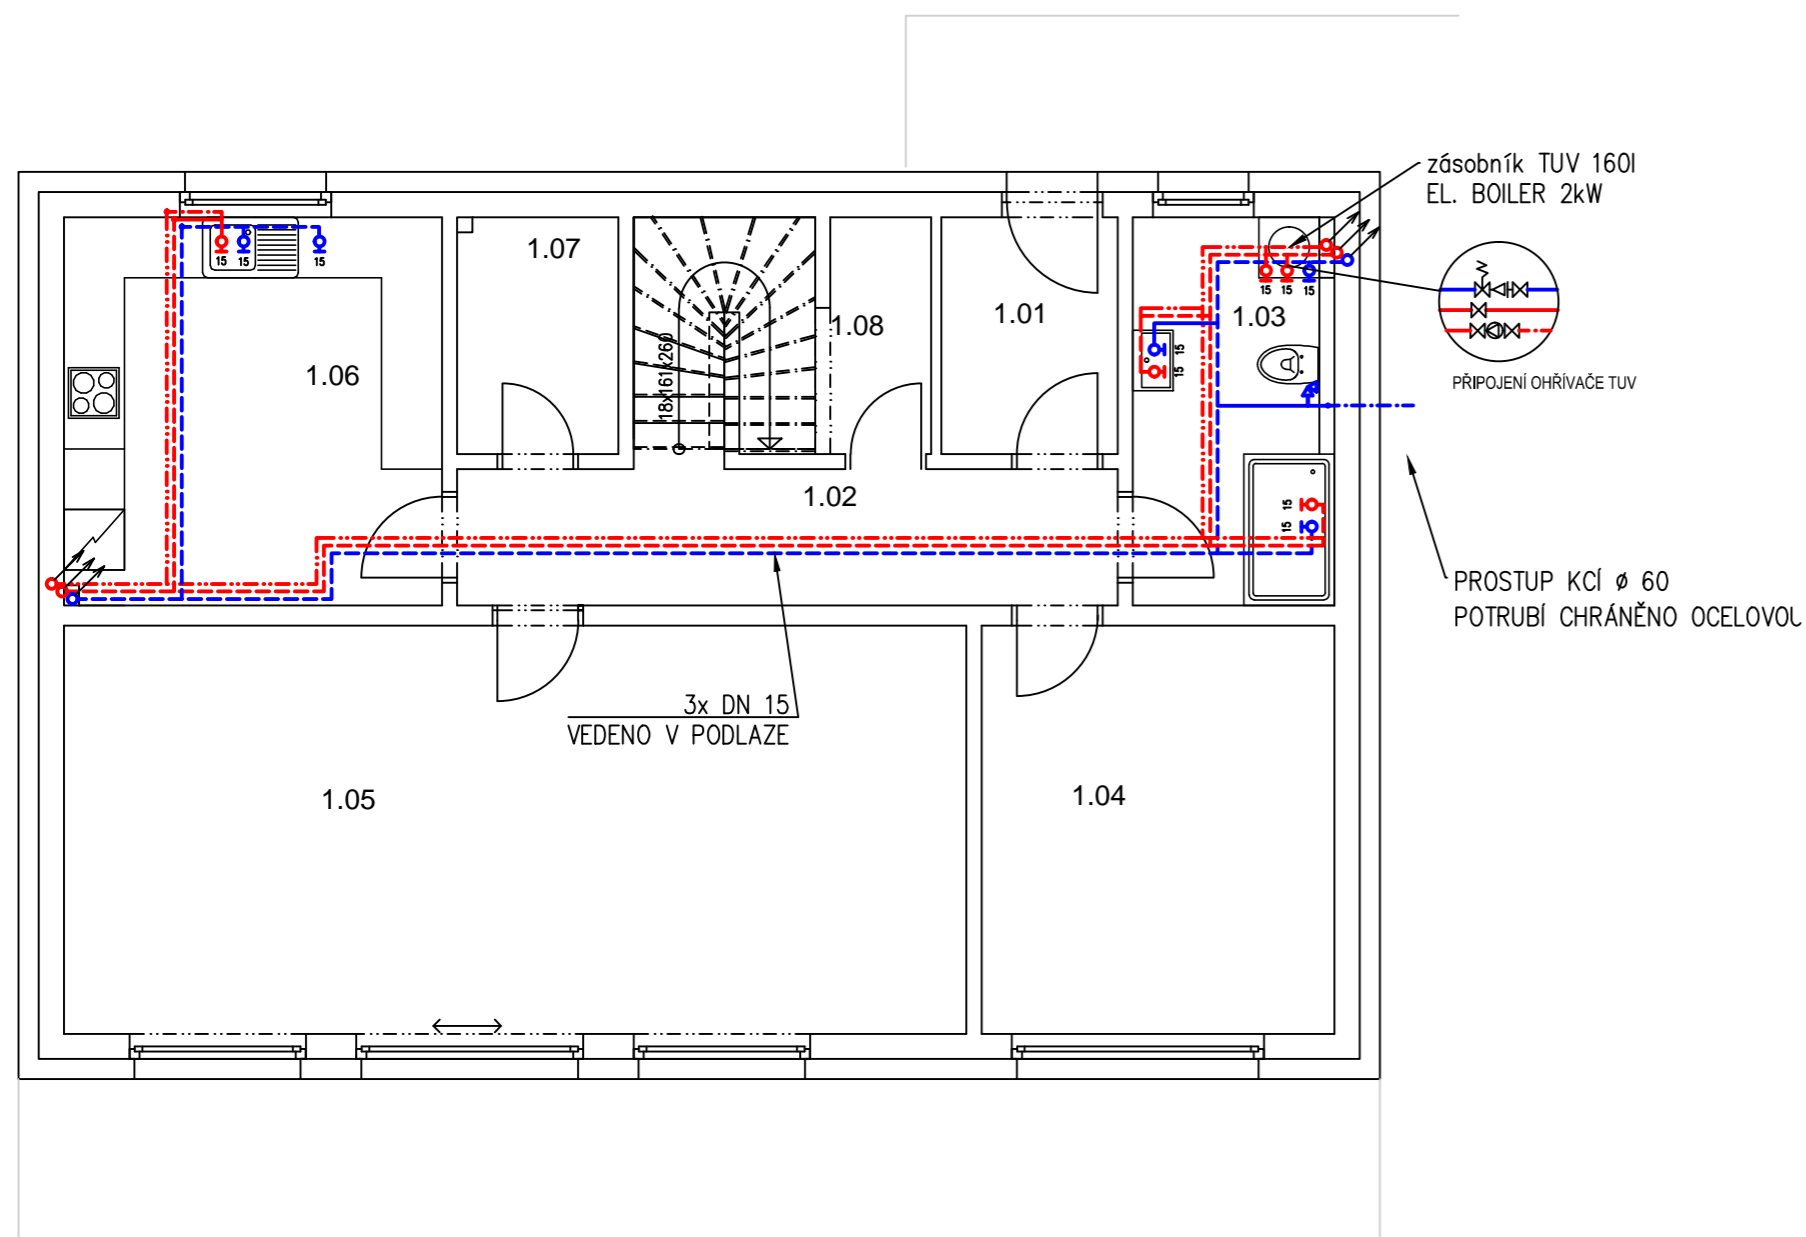 zásobník TUV 160l
EL. BOILER 2kW
1.07
1.08
1.01
1.03
1.06
18x161x260
15
15
15
15
15
15
15
15
15
15
PŘIPOJENÍ OHŘÍVAČE TUV
1.02
PROSTUP KCÍ ø 60
POTRUBÍ CHRÁNĚNO OCELOVOU
3x DN 15
VEDENO V PODLAZE
1.05
1.04